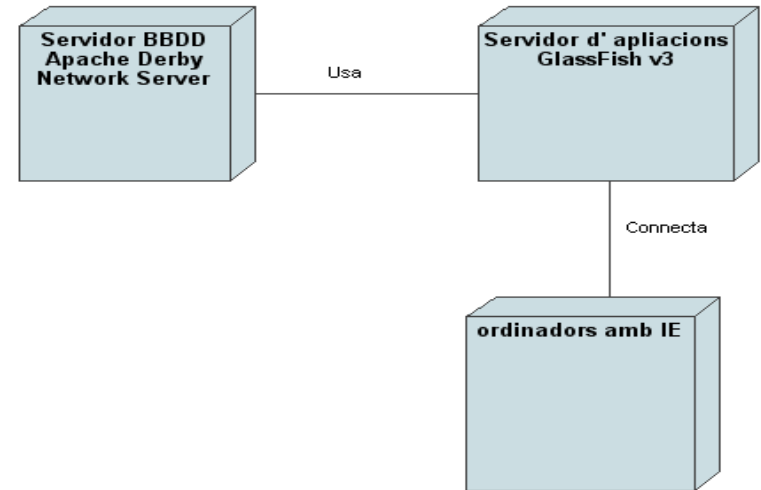 Servidor BBDD
Apache Derby
Network Server
Usa
Servidor d' apliacions
GlassFish v3
Connecta
ordinadors amb IE